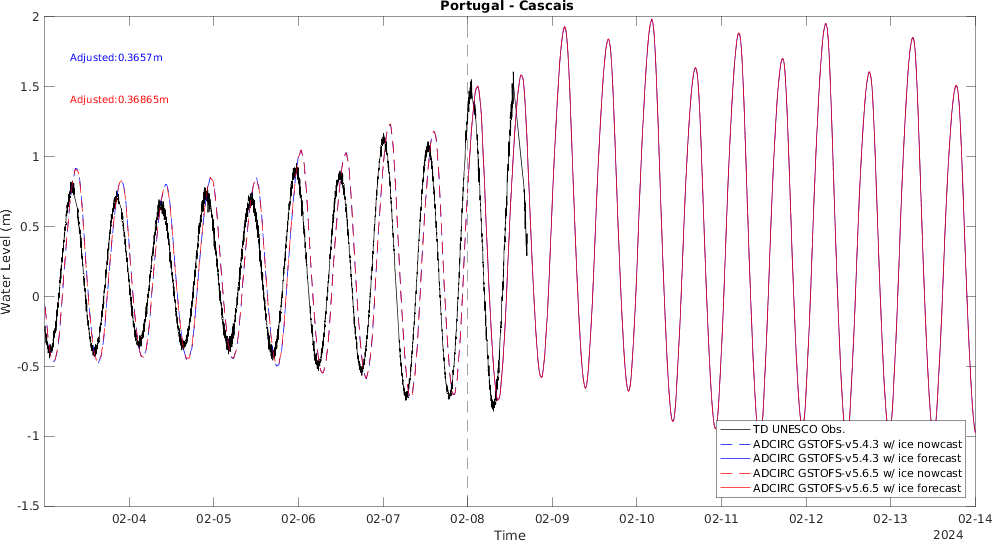 Portugal - Cascais
2
1.5
1
0.5
0
-0.5
-1
-1.5
Water Level (m)
Adjusted:0.3657m
Adjusted:0.36865m
TD UNESCO Obs.
ADCIRC GSTOFS-v5.4.3 w/ ice nowcast
ADCIRC GSTOFS-v5.4.3 w/ ice forecast
ADCIRC GSTOFS-v5.6.5 w/ ice nowcast
ADCIRC GSTOFS-v5.6.5 w/ ice forecast
02-04 02-05 02-06 02-07 02-08 02-09 02-10 02-11 02-12 02-13 02-14
Time
2024